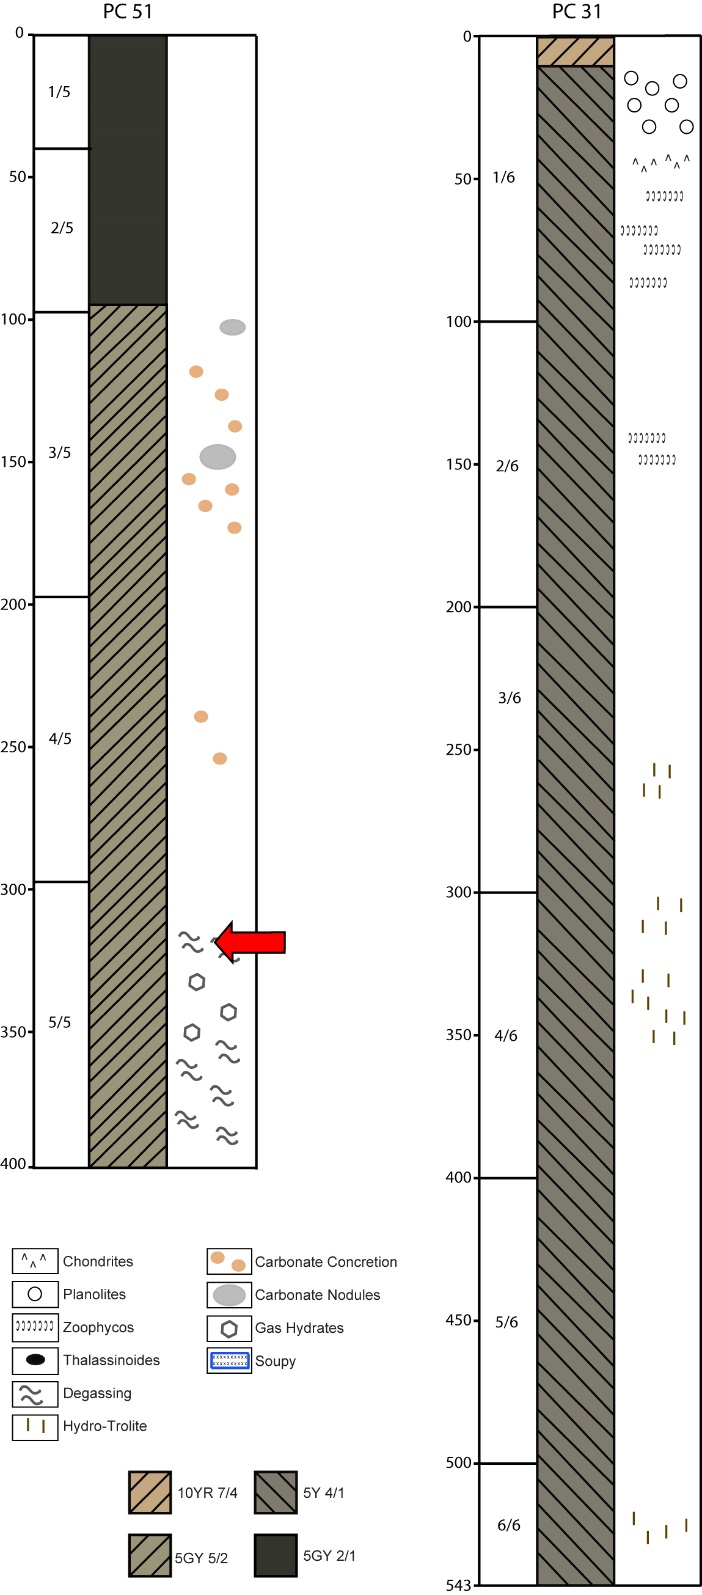 PC 51
0
1/5
50
2/5
100
3/5
150
200
4/5
250
300
5/5
350
400
PC 31
0
1/6
50
100
2/6
150
200
3/6
250
300
4/6
350
400
5/6
450
500
6/6
543
Chondrites
Planolites
Zoophycos
Thalassinoides
Degassing
Hydro-Trolite
Carbonate Concretion
Carbonate Nodules
Gas Hydrates
Soupy
10YR 7/4
5Y 4/1
5GY 5/2
5GY 2/1